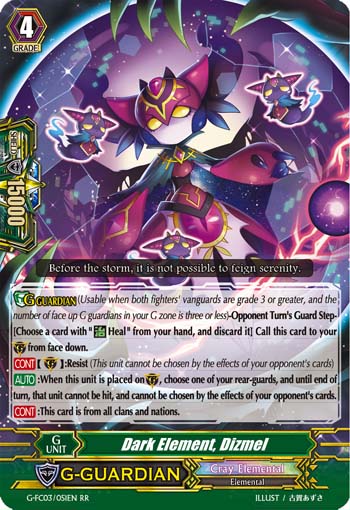 4
GRADE
SHIELD
15000
Before the storm, it is not possible to feign serenity.
G GUARDIAN (Usable when both fighters' vanguards are grade 3 or greater, and the
number of face up G guardians in your G zone is three or less)-Opponent Turn's Guard Step-
[Choose a card with " Heal" from your hand, and discard it] Call this card to your
from face down.
CONT [ ]:Resist (This unit cannot be chosen by the effects of your opponent's cards)
AUTO :When this unit is placed on , choose one of your rear-guards, and until end of
turn, that unit cannot be hit, and cannot be chosen by the effects of your opponent's cards.
CONT :This card is from all clans and nations.
G UNIT
Dark Element, Dizmel
G-GUARDIAN
Cray Elemental
Elemental
G-FC03/051EN RR
ILLUST / 古賀あずさ